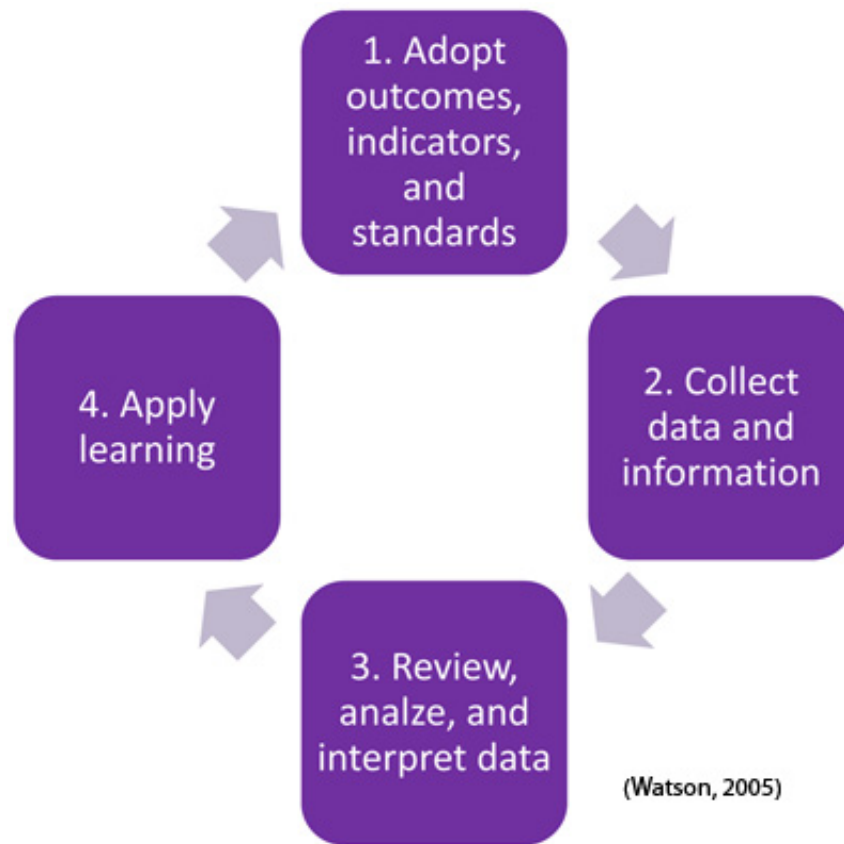 1. Adopt
outcomes,
indicators,
and
standards
2. Collect
data and
information
3. Review,
analze, and
interpret data
4. Apply
learning
(Watson, 2005)